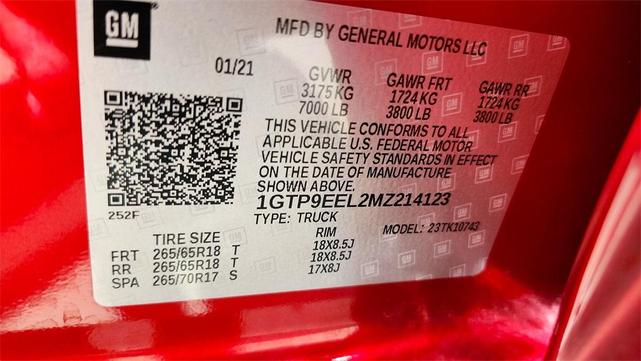 GM
MFD BY GENERAL MOTORS LLC
01/21
GVWR GAWR FRT GAWR RR
3175 KG 1724 KG 1724 KG
7000 LB 3800 LB 3800 LB
THIS VEHICLE CONFORMS TO ALL
APPLICABLE U.S. FEDERAL MOTOR
VEHICLE SAFETY STANDARDS IN EFFECT
ON THE DATE OF MANUFACTURE
SHOWN ABOVE.
1GTP9EEL2MZ214123
252F
TYPE: TRUCK
MODEL: 23TK10743
TIRE SIZE RIM
FRT 265/65R18 T 18X8.5J
RR 265/65R18 T 18X8.5J
SPA 265/70R17 S 17X8J